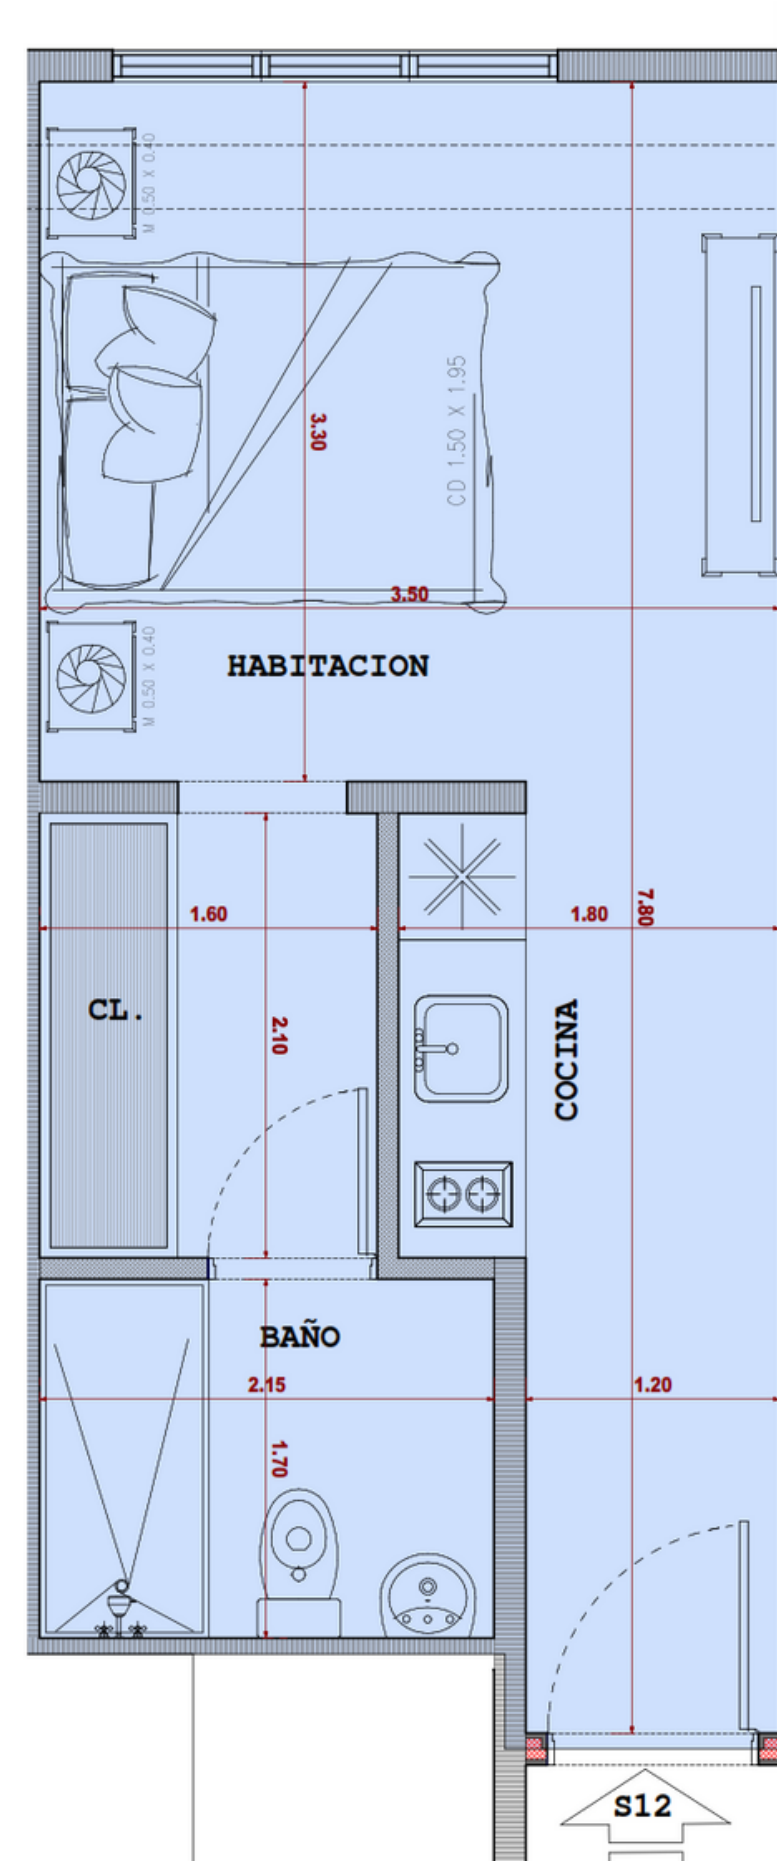 M 0.50 X 0.40
3.30
CD 1.50 X 1.95
3.50
M 0.50 X 0.40
HABITACION
1.60
1.80
7.80
CL.
2.10
COCINA
BAÑO
2.15
1.20
1.70
S12